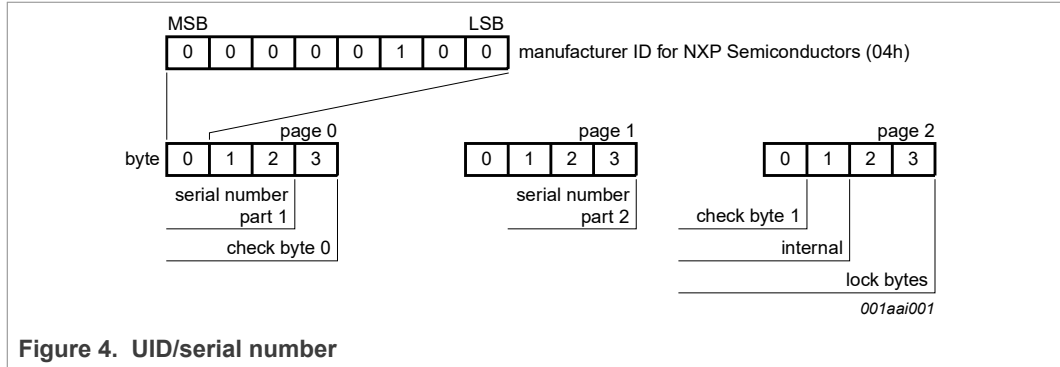 MSB LSB
0 0 0 0 0 1 0 0 manufacturer ID for NXP Semiconductors (04h)
page 0 page 1 page 2
byte 0 1 2 3 0 1 2 3 0 1 2 3
serial number serial number
part 1 part 2 check byte 1
check byte 0 internal
lock bytes
001aai001
Figure 4. UID/serial number